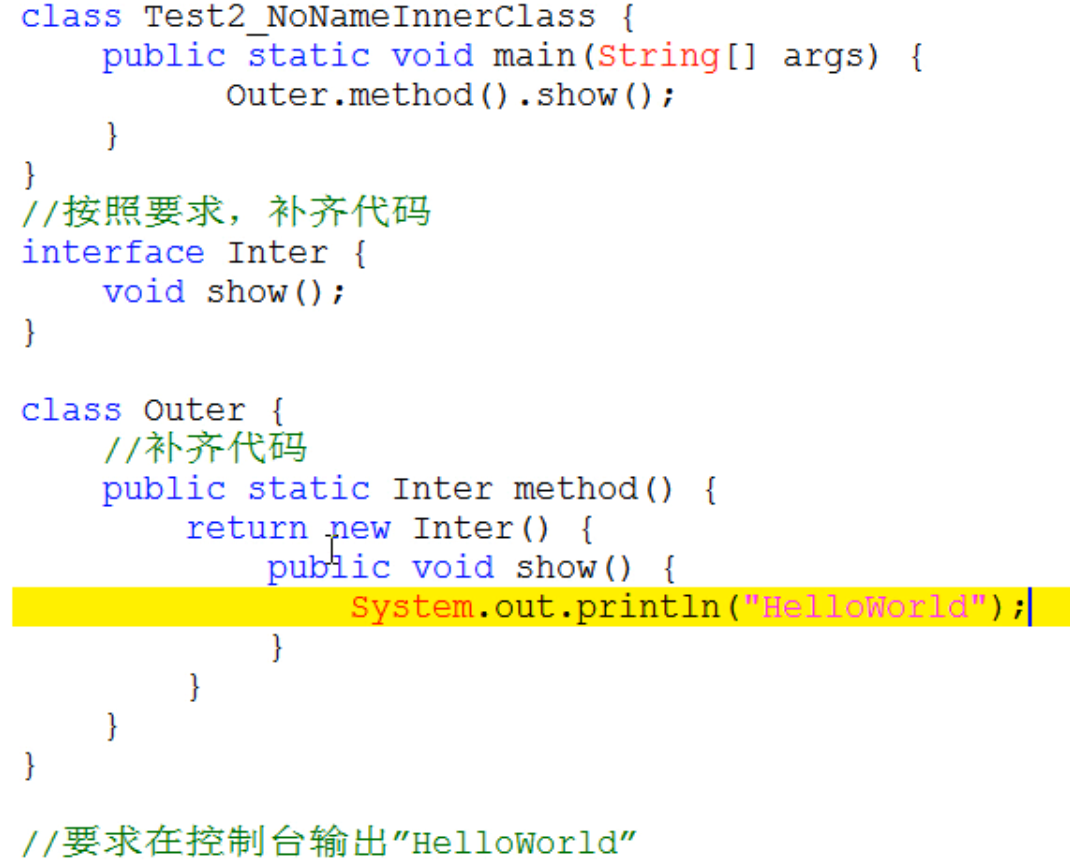 class Test2_NoNameInnerClass {
    public static void main(String[] args) {
          Outer.method().show();
    }
}
//按照要求，补齐代码
interface Inter {
    void show();
}

class Outer {
    //补齐代码
    public static Inter method() {
        return new Inter() {
            public void show() {
                System.out.println("HelloWorld");
            }
        }
    }
}

//要求在控制台输出”HelloWorld”